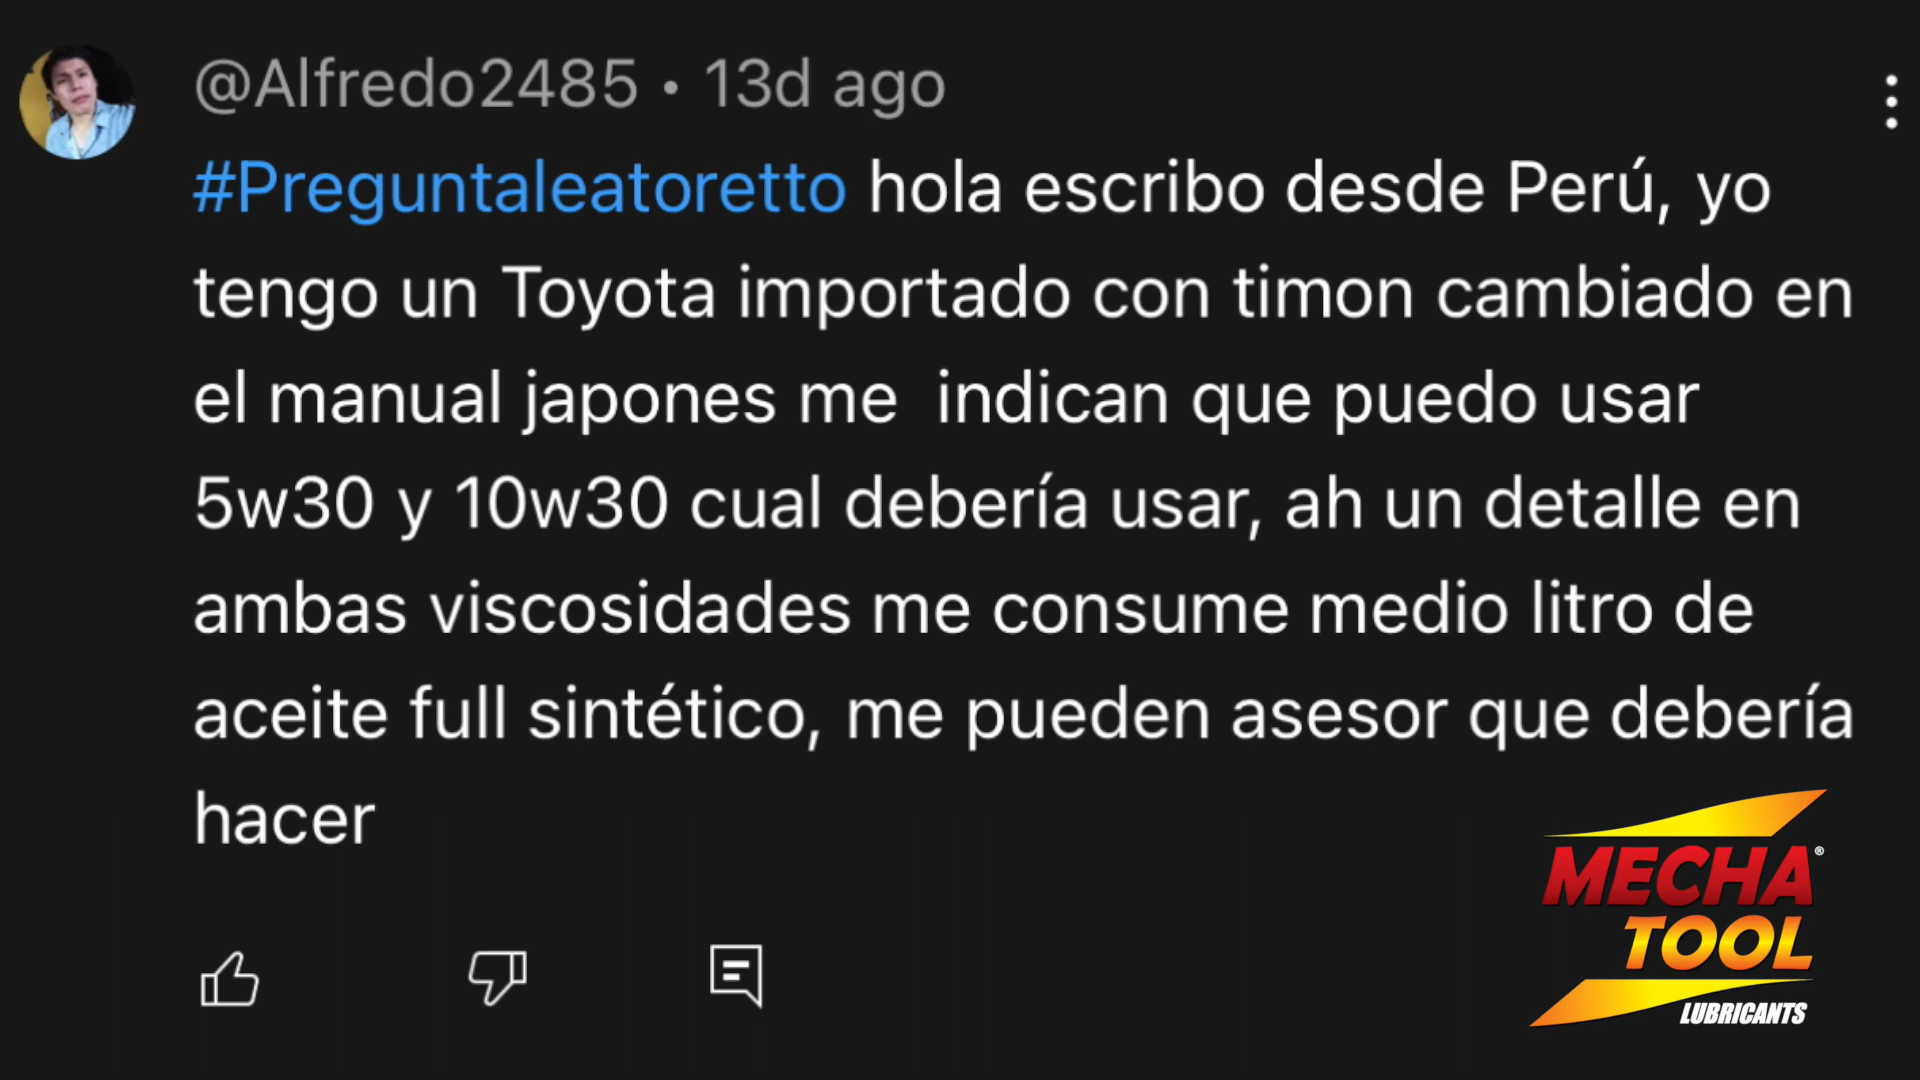 @Alfredo2485 • 13d ago
#Preguntaleatoretto hola escribo desde Perú, yo
tengo un Toyota importado con timon cambiado en
el manual japones me  indican que puedo usar
5w30 y 10w30 cual debería usar, ah un detalle en
ambas viscosidades me consume medio litro de
aceite full sintético, me pueden asesor que debería
hacer
MECHA®
TOOL
LUBRICANTS